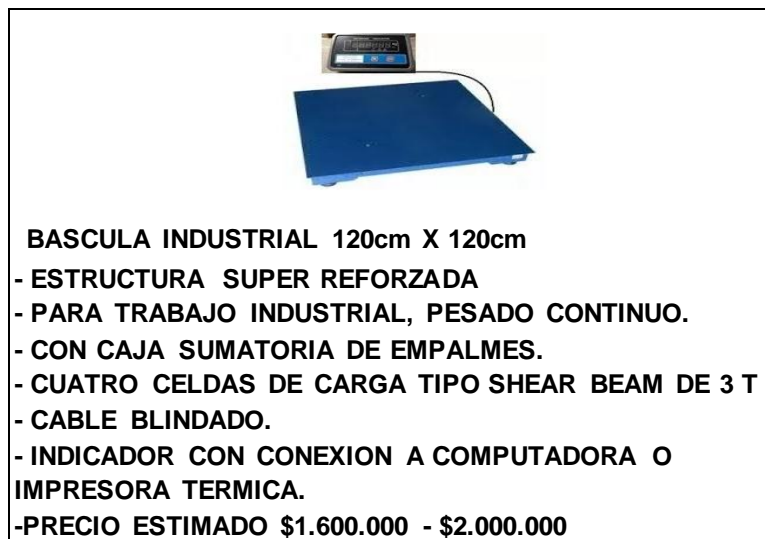 BASCULA INDUSTRIAL 120cm X 120cm
- ESTRUCTURA SUPER REFORZADA
- PARA TRABAJO INDUSTRIAL, PESADO CONTINUO.
- CON CAJA SUMATORIA DE EMPALMES.
- CUATRO CELDAS DE CARGA TIPO SHEAR BEAM DE 3 T
- CABLE BLINDADO.
- INDICADOR CON CONEXION A COMPUTADORA O
IMPRESORA TERMICA.
-PRECIO ESTIMADO $1.600.000 - $2.000.000